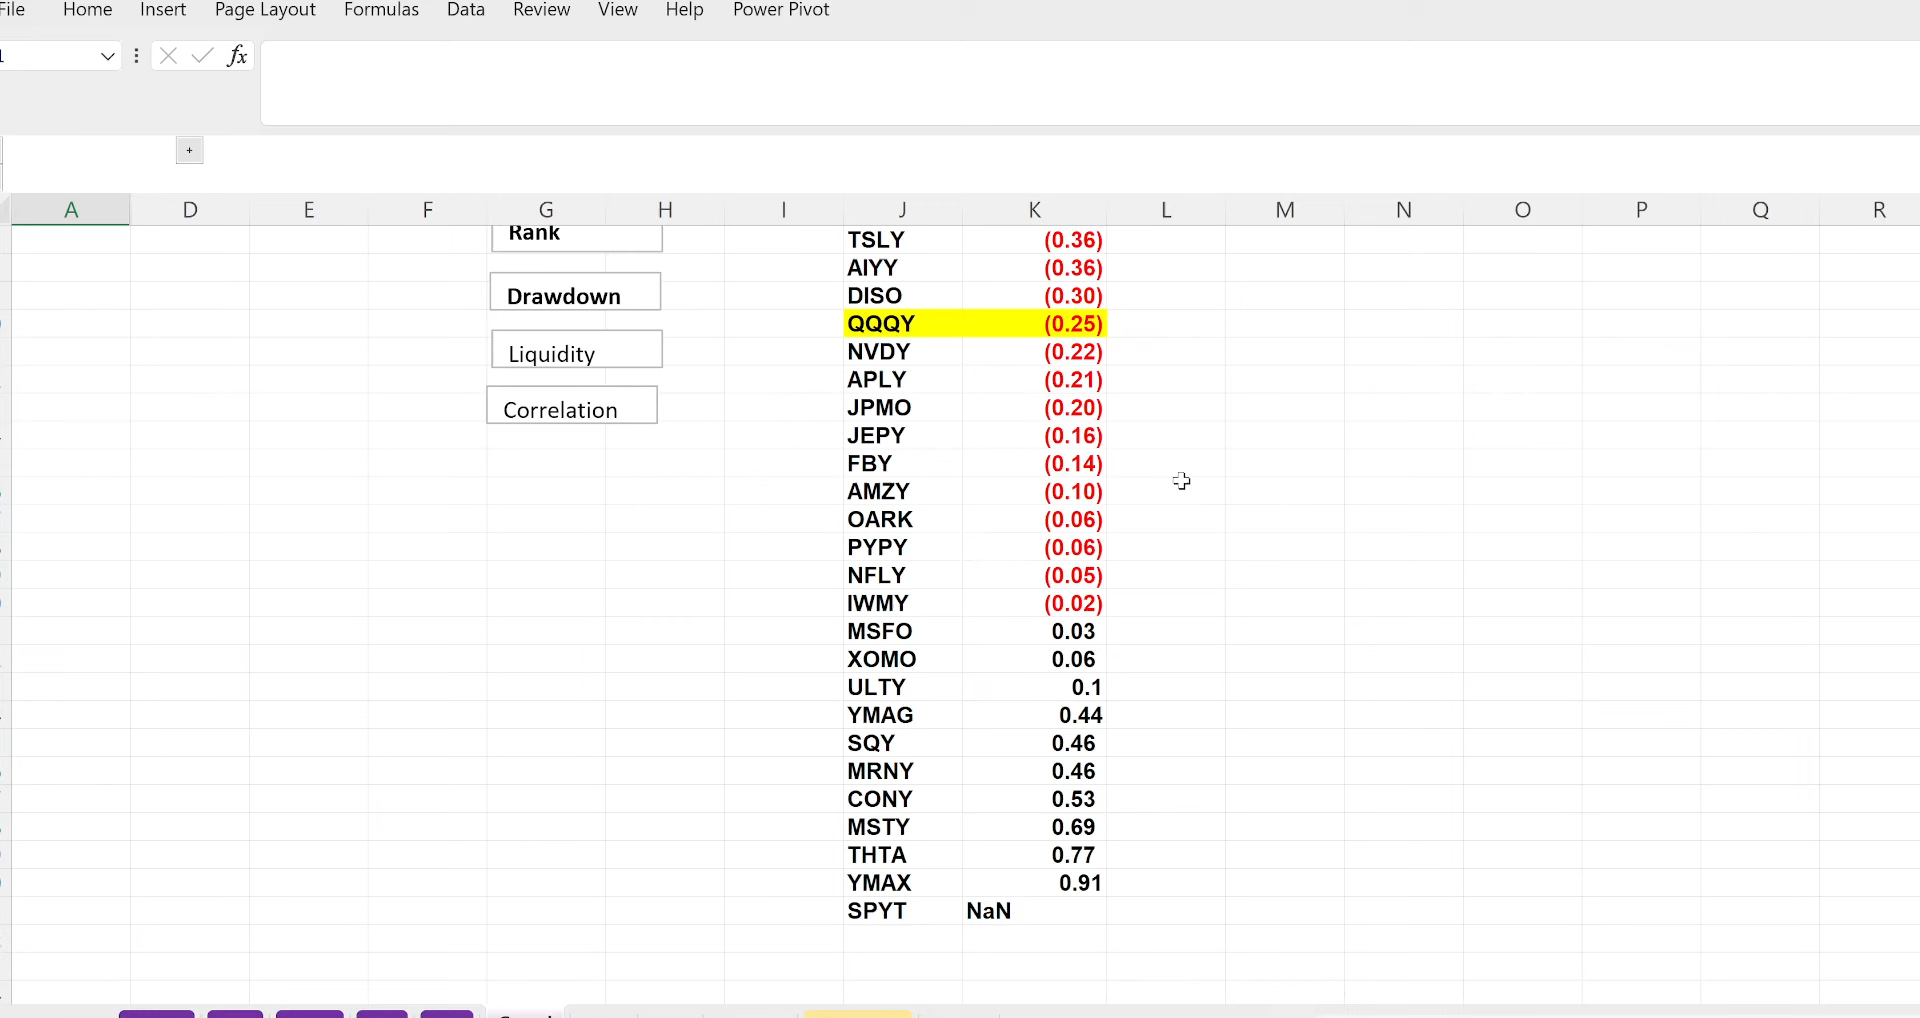 File Home Insert Page Layout Formulas Data Review View Help Power Pivot
fx
+
A D E F G H I J K L M N O P Q R
Rank
Drawdown
Liquidity
Correlation
TSLY (0.36)
AIYY (0.36)
DISO (0.30)
QQQY (0.25)
NVDY (0.22)
APLY (0.21)
JPMO (0.20)
JEPY (0.16)
FBY (0.14)
AMZY (0.10)
OARK (0.06)
PYPY (0.06)
NFLY (0.05)
IWMY (0.02)
MSFO 0.03
XOMO 0.06
ULTY 0.1
YMAG 0.44
SQY 0.46
MRNY 0.46
CONY 0.53
MSTY 0.69
THTA 0.77
YMAX 0.91
SPYT NaN